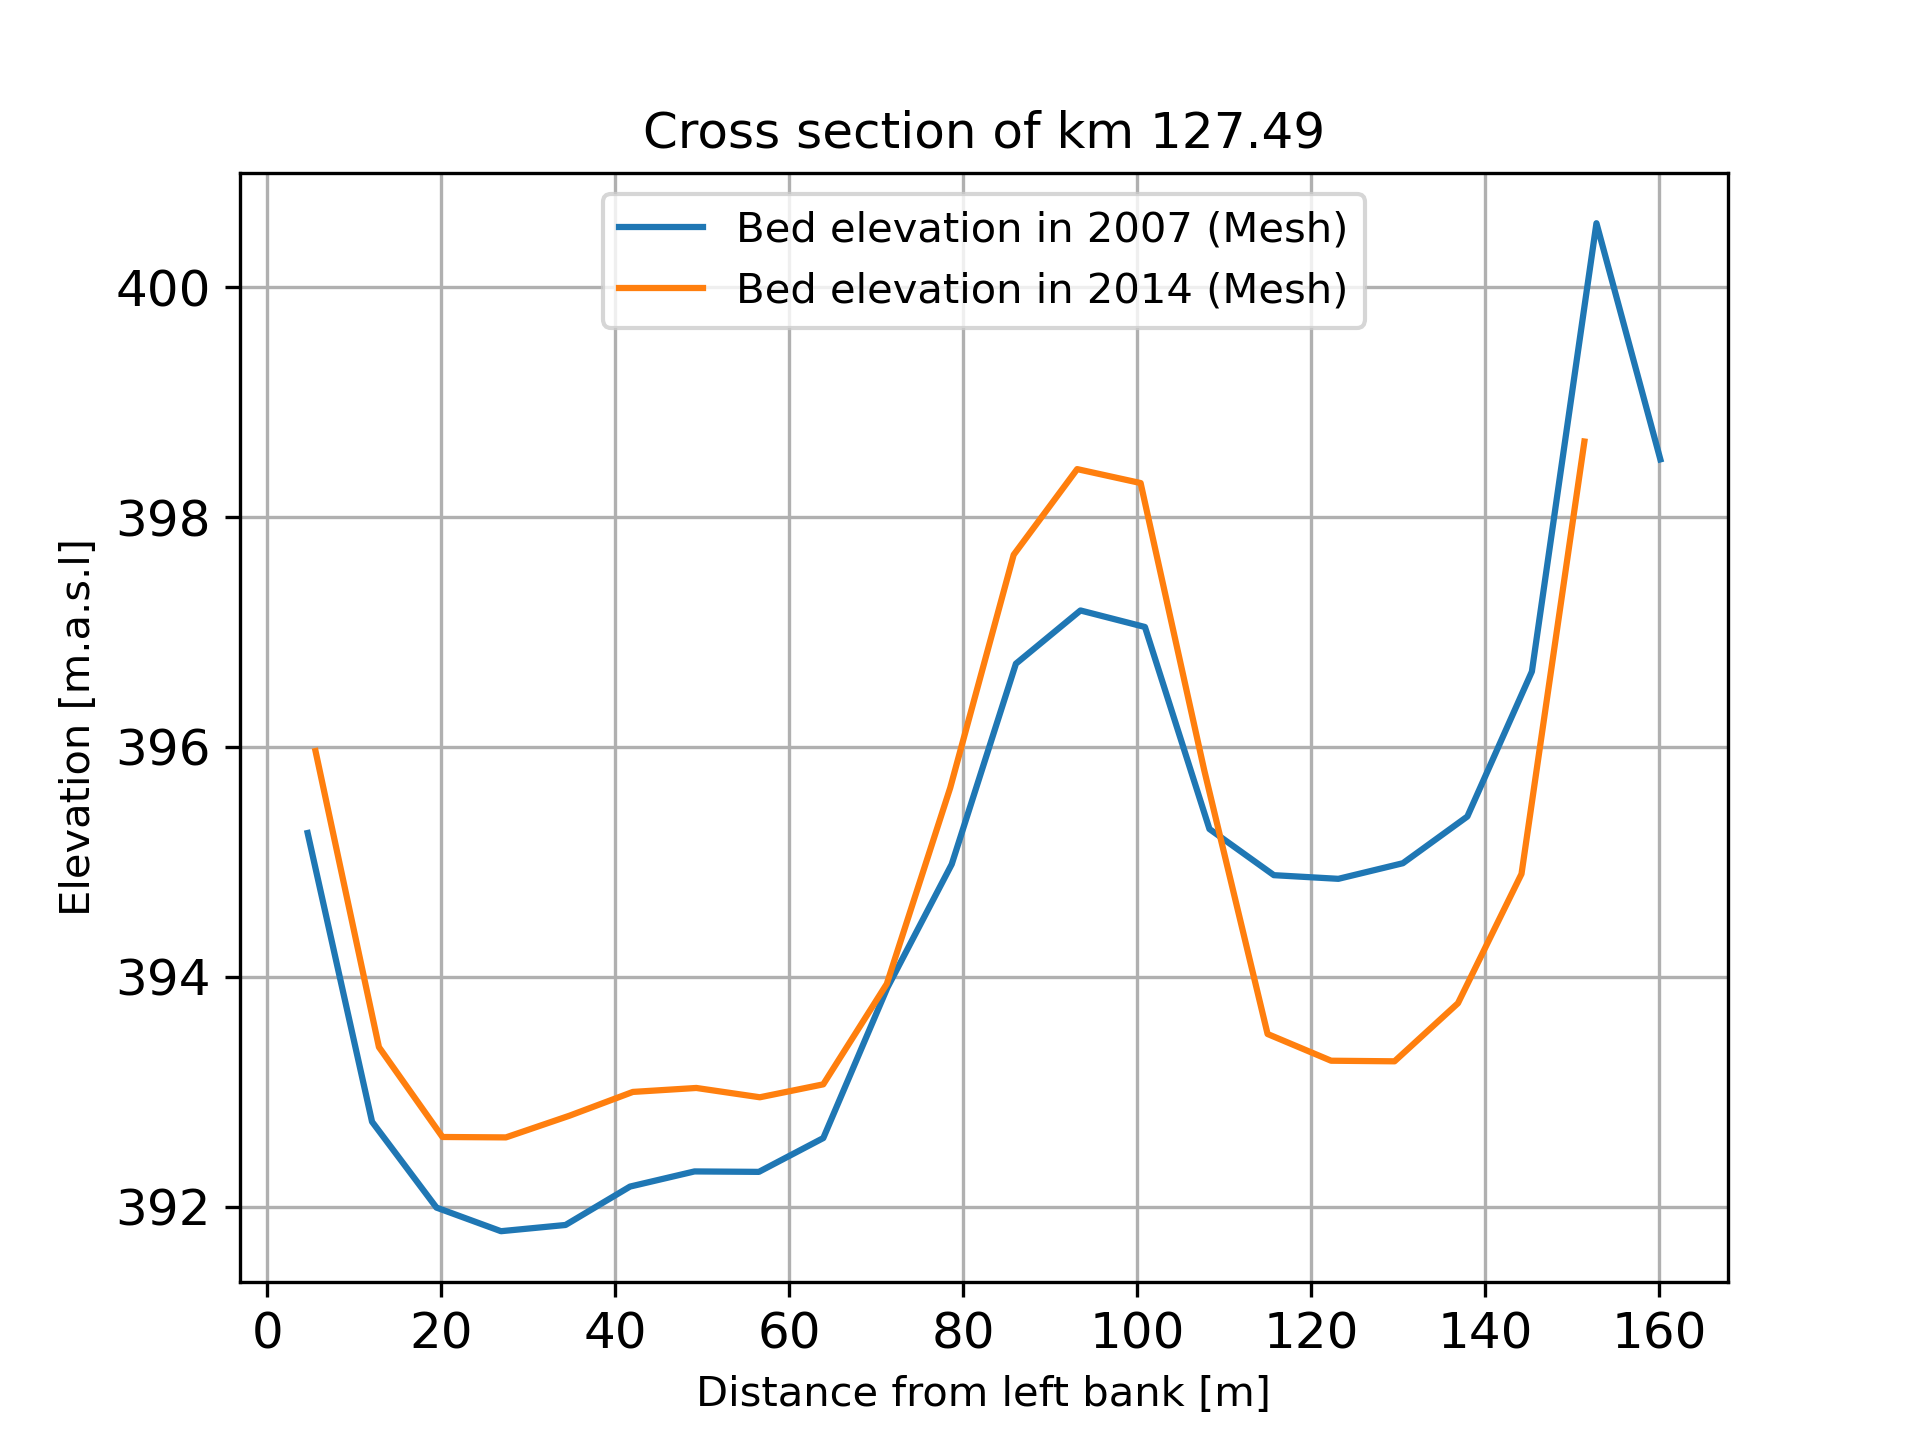 Cross section of km 127.49
Bed elevation in 2007 (Mesh)
Bed elevation in 2014 (Mesh)
Elevation [m.a.s.l]
400
398
396
394
392
0 20 40 60 80 100 120 140 160
Distance from left bank [m]